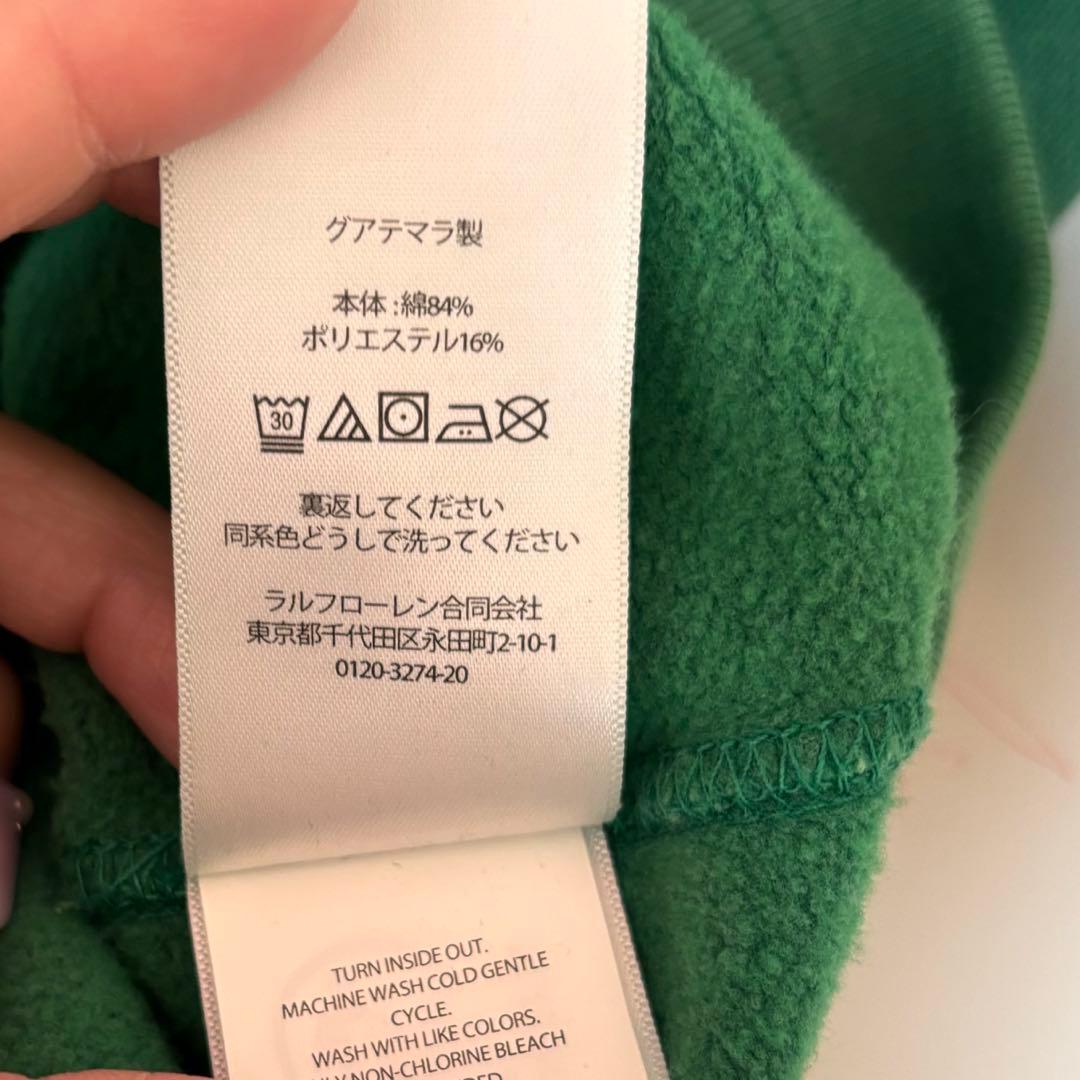 グアテマラ製
本体:綿84%
ポリエステル16%
30
裏返してください
同系色どうしで洗ってください
ラルフローレン合同会社
東京都千代田区永田町2-10-1
0120-3274-20
TURN INSIDE OUT.
MACHINE WASH COLD GENTLE
CYCLE.
WASH WITH LIKE COLORS.
NON-CHLORINE BLEACH